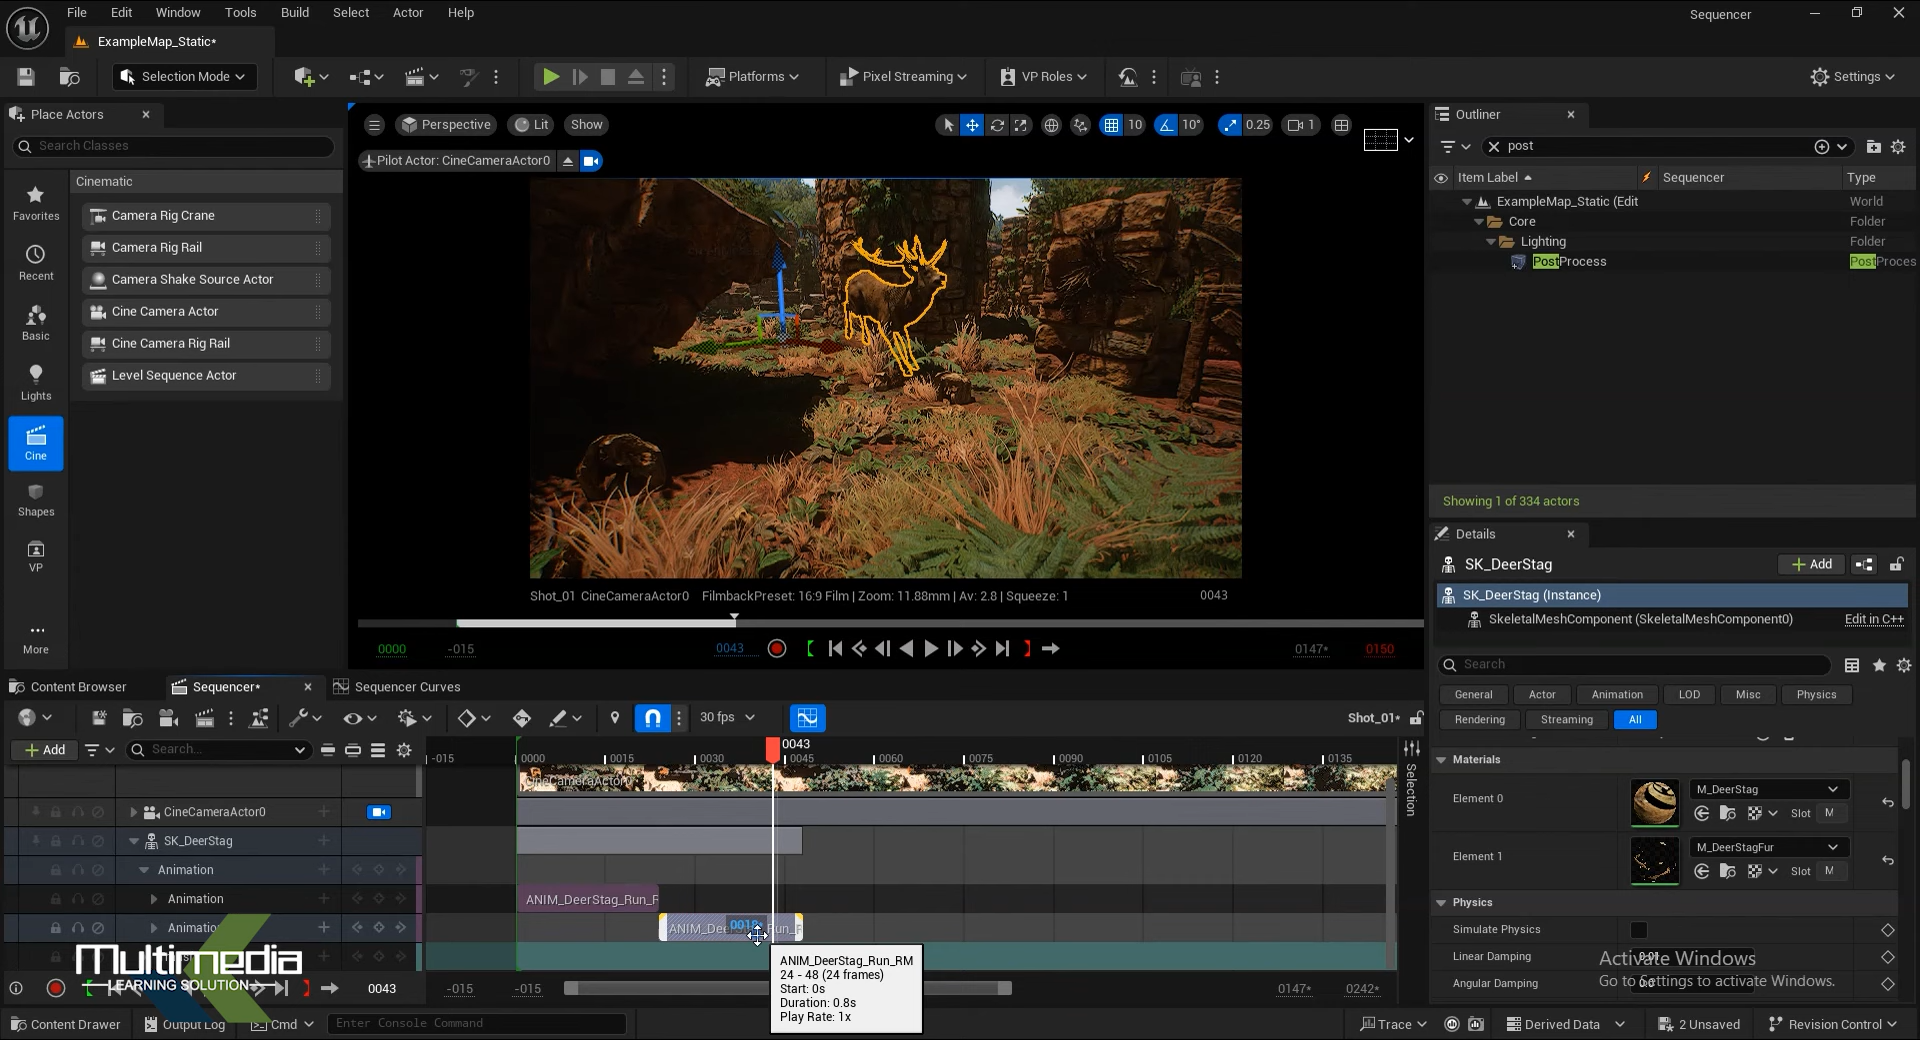 File Edit Window Tools Build Select Actor Help
Sequencer
ExampleMap_Static*
Selection Mode
Platforms
Pixel Streaming
VP Roles
Settings
Place Actors
Search Classes
Favorites
Recent
Basic
Lights
Cine
Shapes
VP
More
Cinematic
Camera Rig Crane
Camera Rig Rail
Camera Shake Source Actor
Cine Camera Actor
Cine Camera Rig Rail
Level Sequence Actor
Perspective Lit Show
10 10° 0.25 1
Pilot Actor: CineCameraActor0
Shot_01 CineCameraActor0 FilmbackPreset: 16:9 Film | Zoom: 11.88mm | Av: 2.8 | Squeeze: 1 0043
0000 -015 0043 0147* 0150
Outliner
post
Item Label Sequencer Type
ExampleMap_Static (Edit World
Core Folder
Lighting Folder
PostProcess PostProces
Showing 1 of 334 actors
Details
SK_DeerStag Add
SK_DeerStag (Instance)
SkeletalMeshComponent (SkeletalMeshComponent0) Edit in C++
Search
General Actor Animation LOD Misc Physics
Rendering Streaming All
Materials
Element 0 M_DeerStag
Slot M
Element 1 M_DeerStagFur
Slot M
Physics
Simulate Physics
Linear Damping 0.01
Angular Damping 0.0
Activate Windows
Go to Settings to activate Windows.
Content Browser Sequencer* Sequencer Curves
30 fps Shot_01*
Add Search...
0043
-015 0000 0015 0030 0045 0060 0075 0090 0105 0120 0135
CineCameraActor0
CineCameraActor0
SK_DeerStag
Animation
Animation
ANIM_DeerStag_Run_R
Animatio
0018*
Selection
ANIM_DeerStag_Run_RM
24 - 48 (24 frames)
Start: 0s
Duration: 0.8s
Play Rate: 1x
Multimedia
LEARNING SOLUTION
0043 -015 -015 0147* 0242*
Content Drawer Output Log Cmd Enter Console Command
Trace Derived Data 2 Unsaved Revision Control